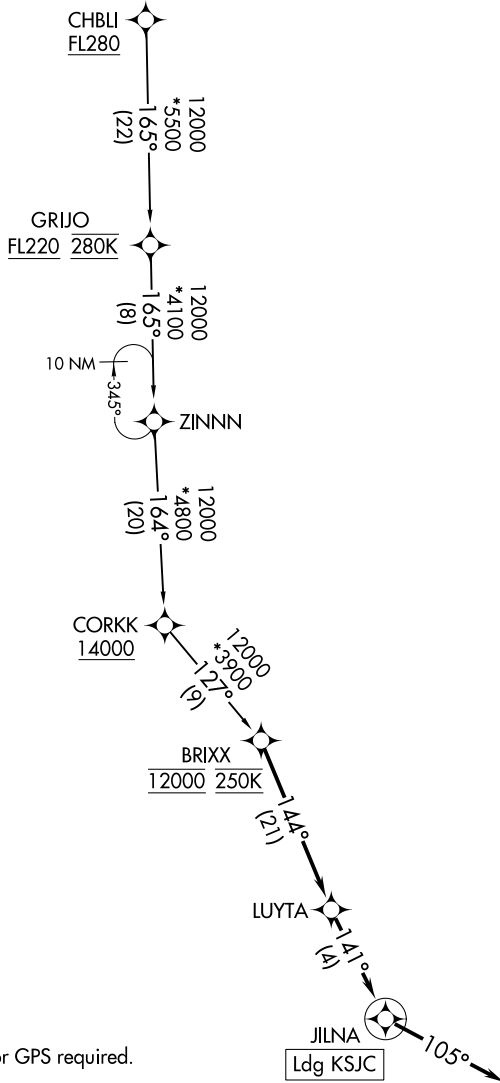 CHBLI
FL280
12000
*5500
165°
(22)
GRIJO
FL220 280K
12000
*4100
165°
(8)
10 NM
345°
ZINNN
12000
*4800
164°
(20)
CORKK
14000
12000
*3900
127°
(9)
BRIXX
12000 250K
144°
(21)
LUYTA
141°
(4)
JILNA
Ldg KSJC
105°
or GPS required.